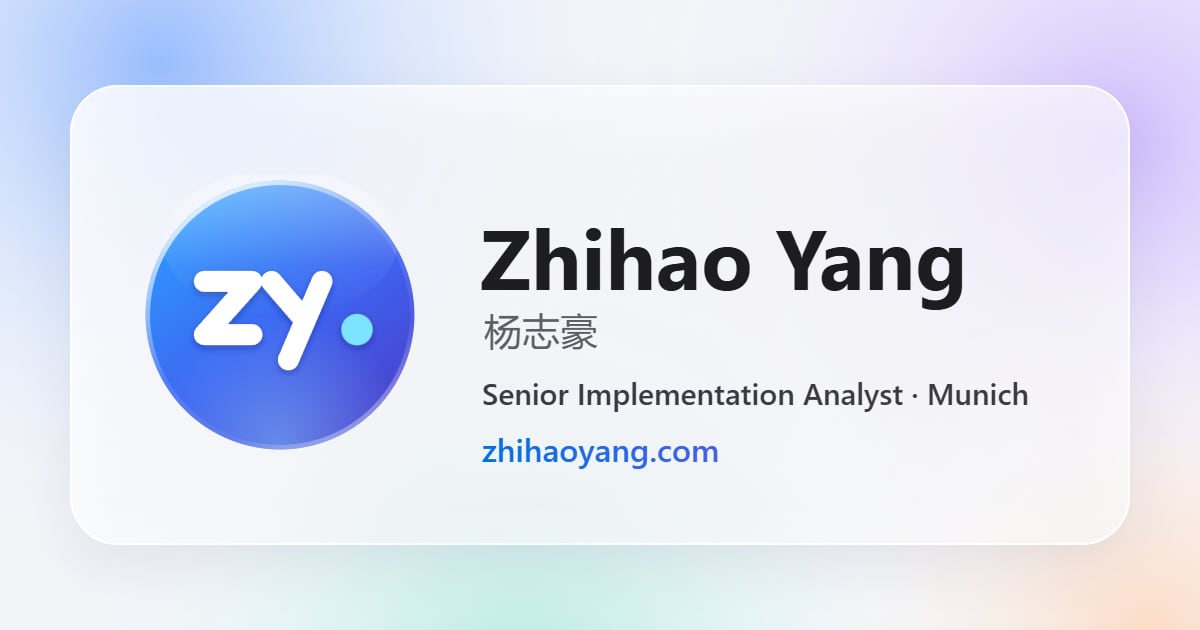 zy.
Zhihao Yang
杨志豪
Senior Implementation Analyst · Munich
zhihaoyang.com